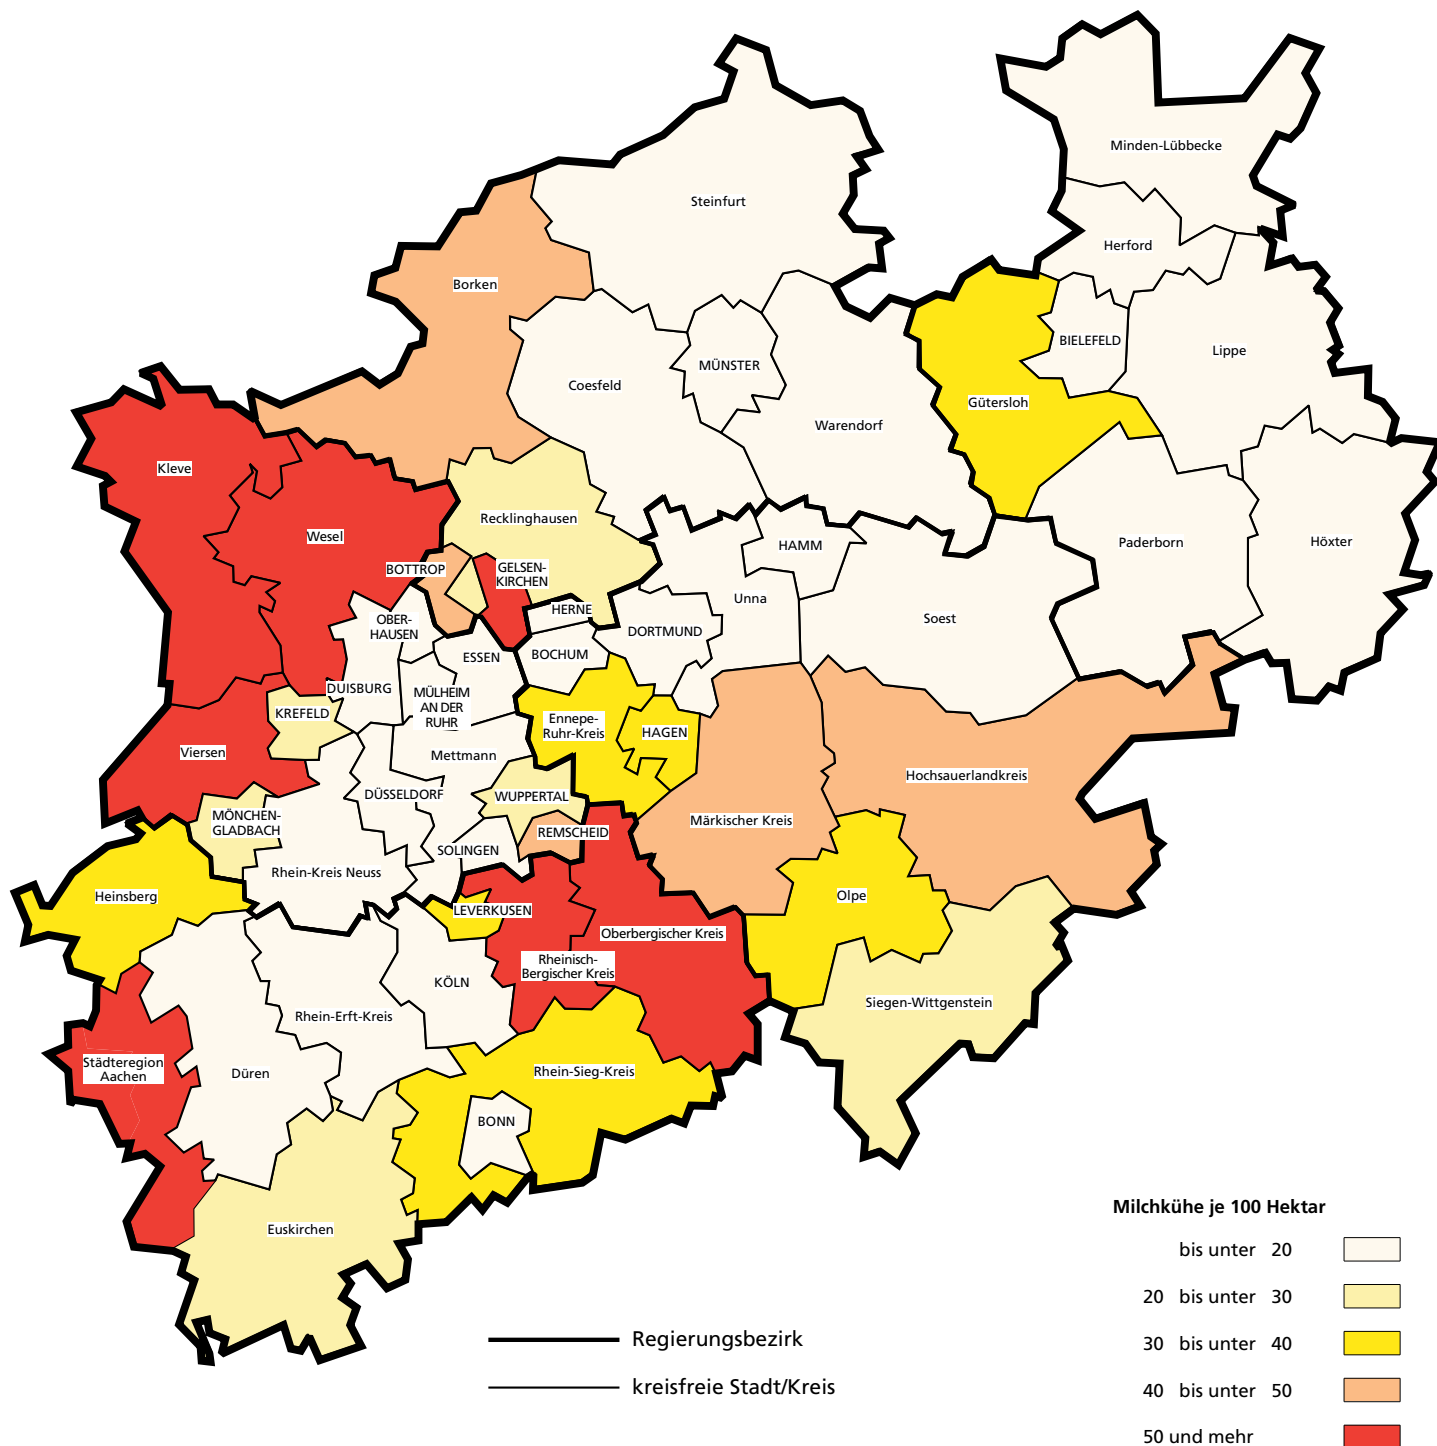 Minden-Lübbecke
Steinfurt
Herford
Borken
BIELEFELD
Lippe
MÜNSTER
Coesfeld
Gütersloh
Warendorf
Kleve
Recklinghausen
Wesel
HAMM
Paderborn
Höxter
BOTTROP
GELSEN-
KIRCHEN
Unna
HERNE
Soest
OBER-
HAUSEN
DORTMUND
ESSEN
BOCHUM
DUISBURG
MÜLHEIM
AN DER
RUHR
KREFELD
Ennepe-
Ruhr-Kreis
HAGEN
Viersen
Mettmann
Hochsauerlandkreis
DÜSSELDORF
WUPPERTAL
MÖNCHEN-
GLADBACH
Märkischer Kreis
REMSCHEID
SOLINGEN
Rhein-Kreis Neuss
Heinsberg
Olpe
LEVERKUSEN
Oberbergischer Kreis
Rheinisch-
Bergischer Kreis
KÖLN
Siegen-Wittgenstein
Rhein-Erft-Kreis
Städteregion
Aachen
Düren
Rhein-Sieg-Kreis
BONN
Euskirchen
Milchkühe je 100 Hektar
bis unter 20
20 bis unter 30
30 bis unter 40
40 bis unter 50
50 und mehr
Regierungsbezirk
kreisfreie Stadt/Kreis